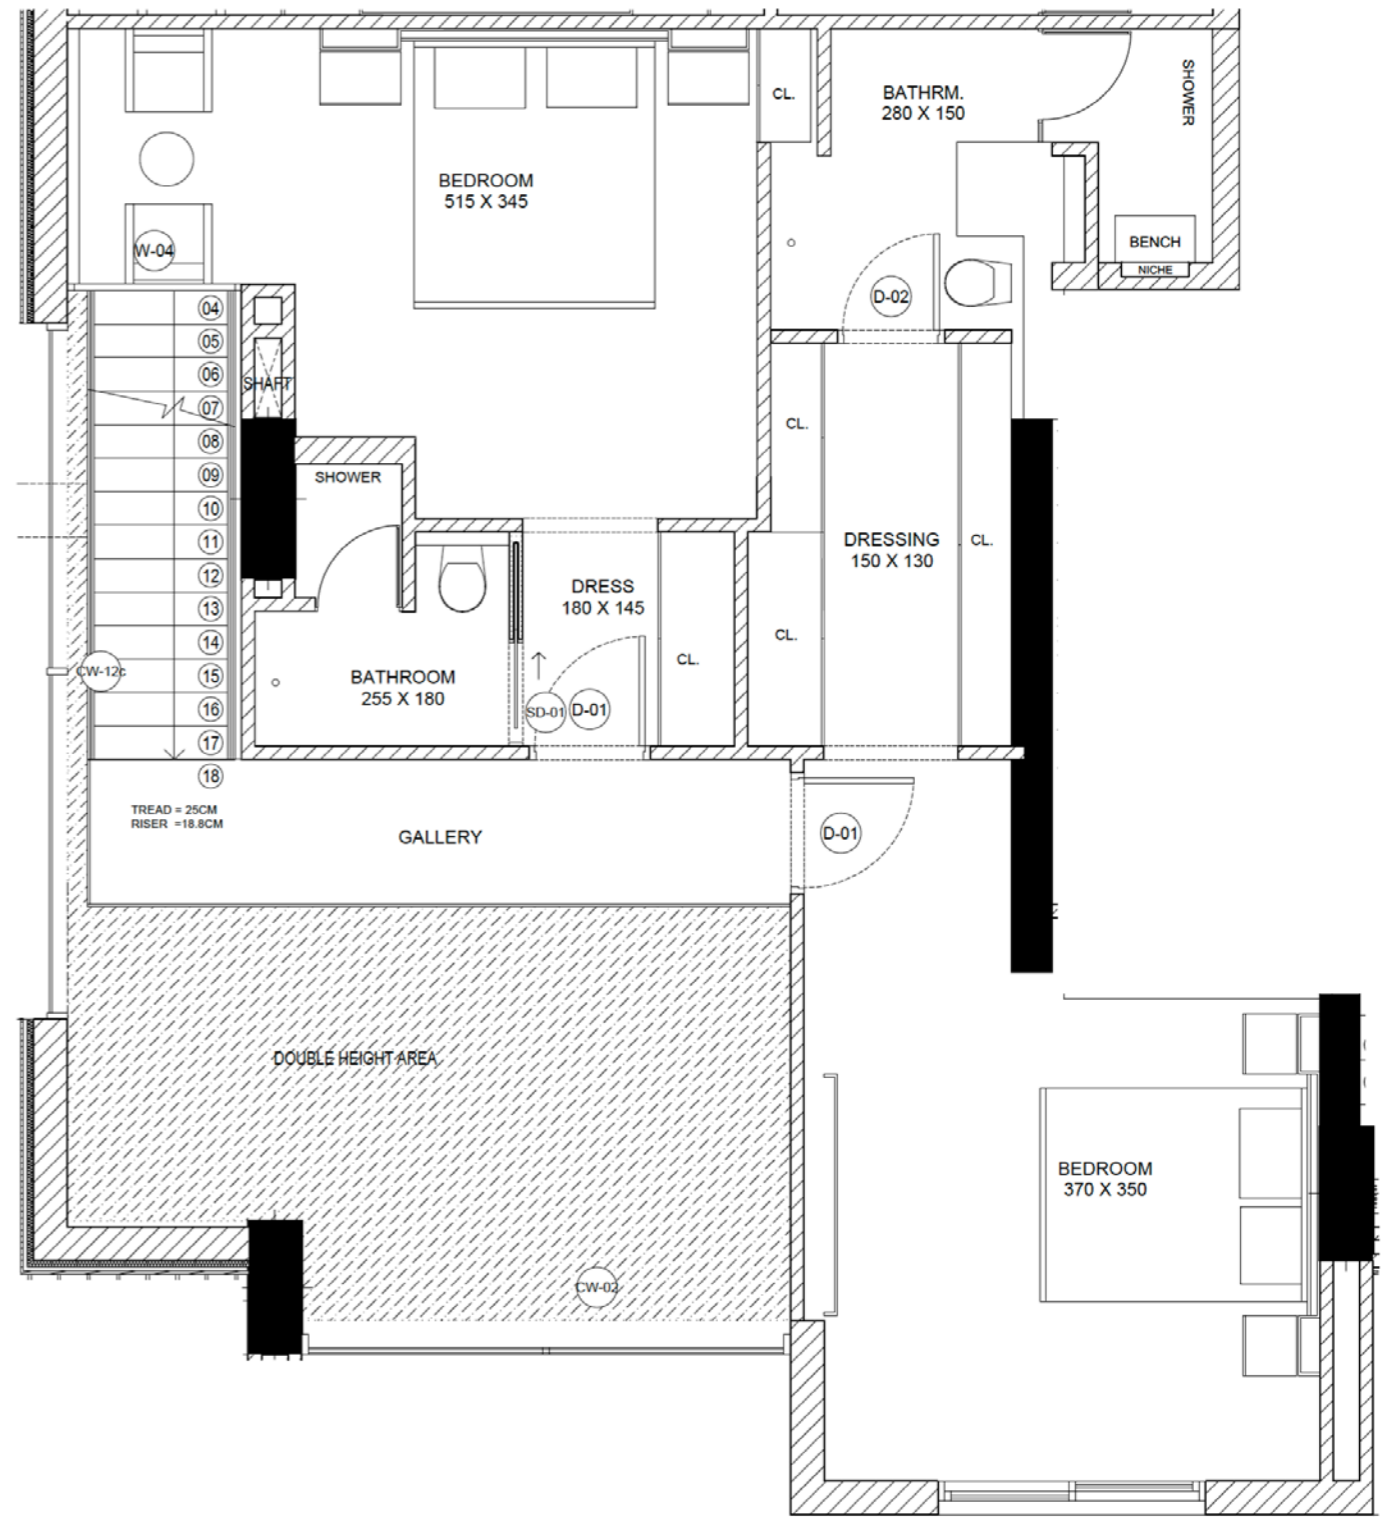 CL.
BATHRM.
280 X 150
SHOWER
BEDROOM
515 X 345
W-04
BENCH
NICHE
D-02
04
05
06
07
08
09
10
11
12
13
14
15
16
17
18
SHAFT
SHOWER
CL.
DRESSING
150 X 130
CL.
DRESS
180 X 145
CL.
CL.
BATHROOM
255 X 180
CW-12c
SD-01
D-01
TREAD = 25CM
RISER =18.8CM
GALLERY
D-01
DOUBLE HEIGHT AREA
BEDROOM
370 X 350
CW-02